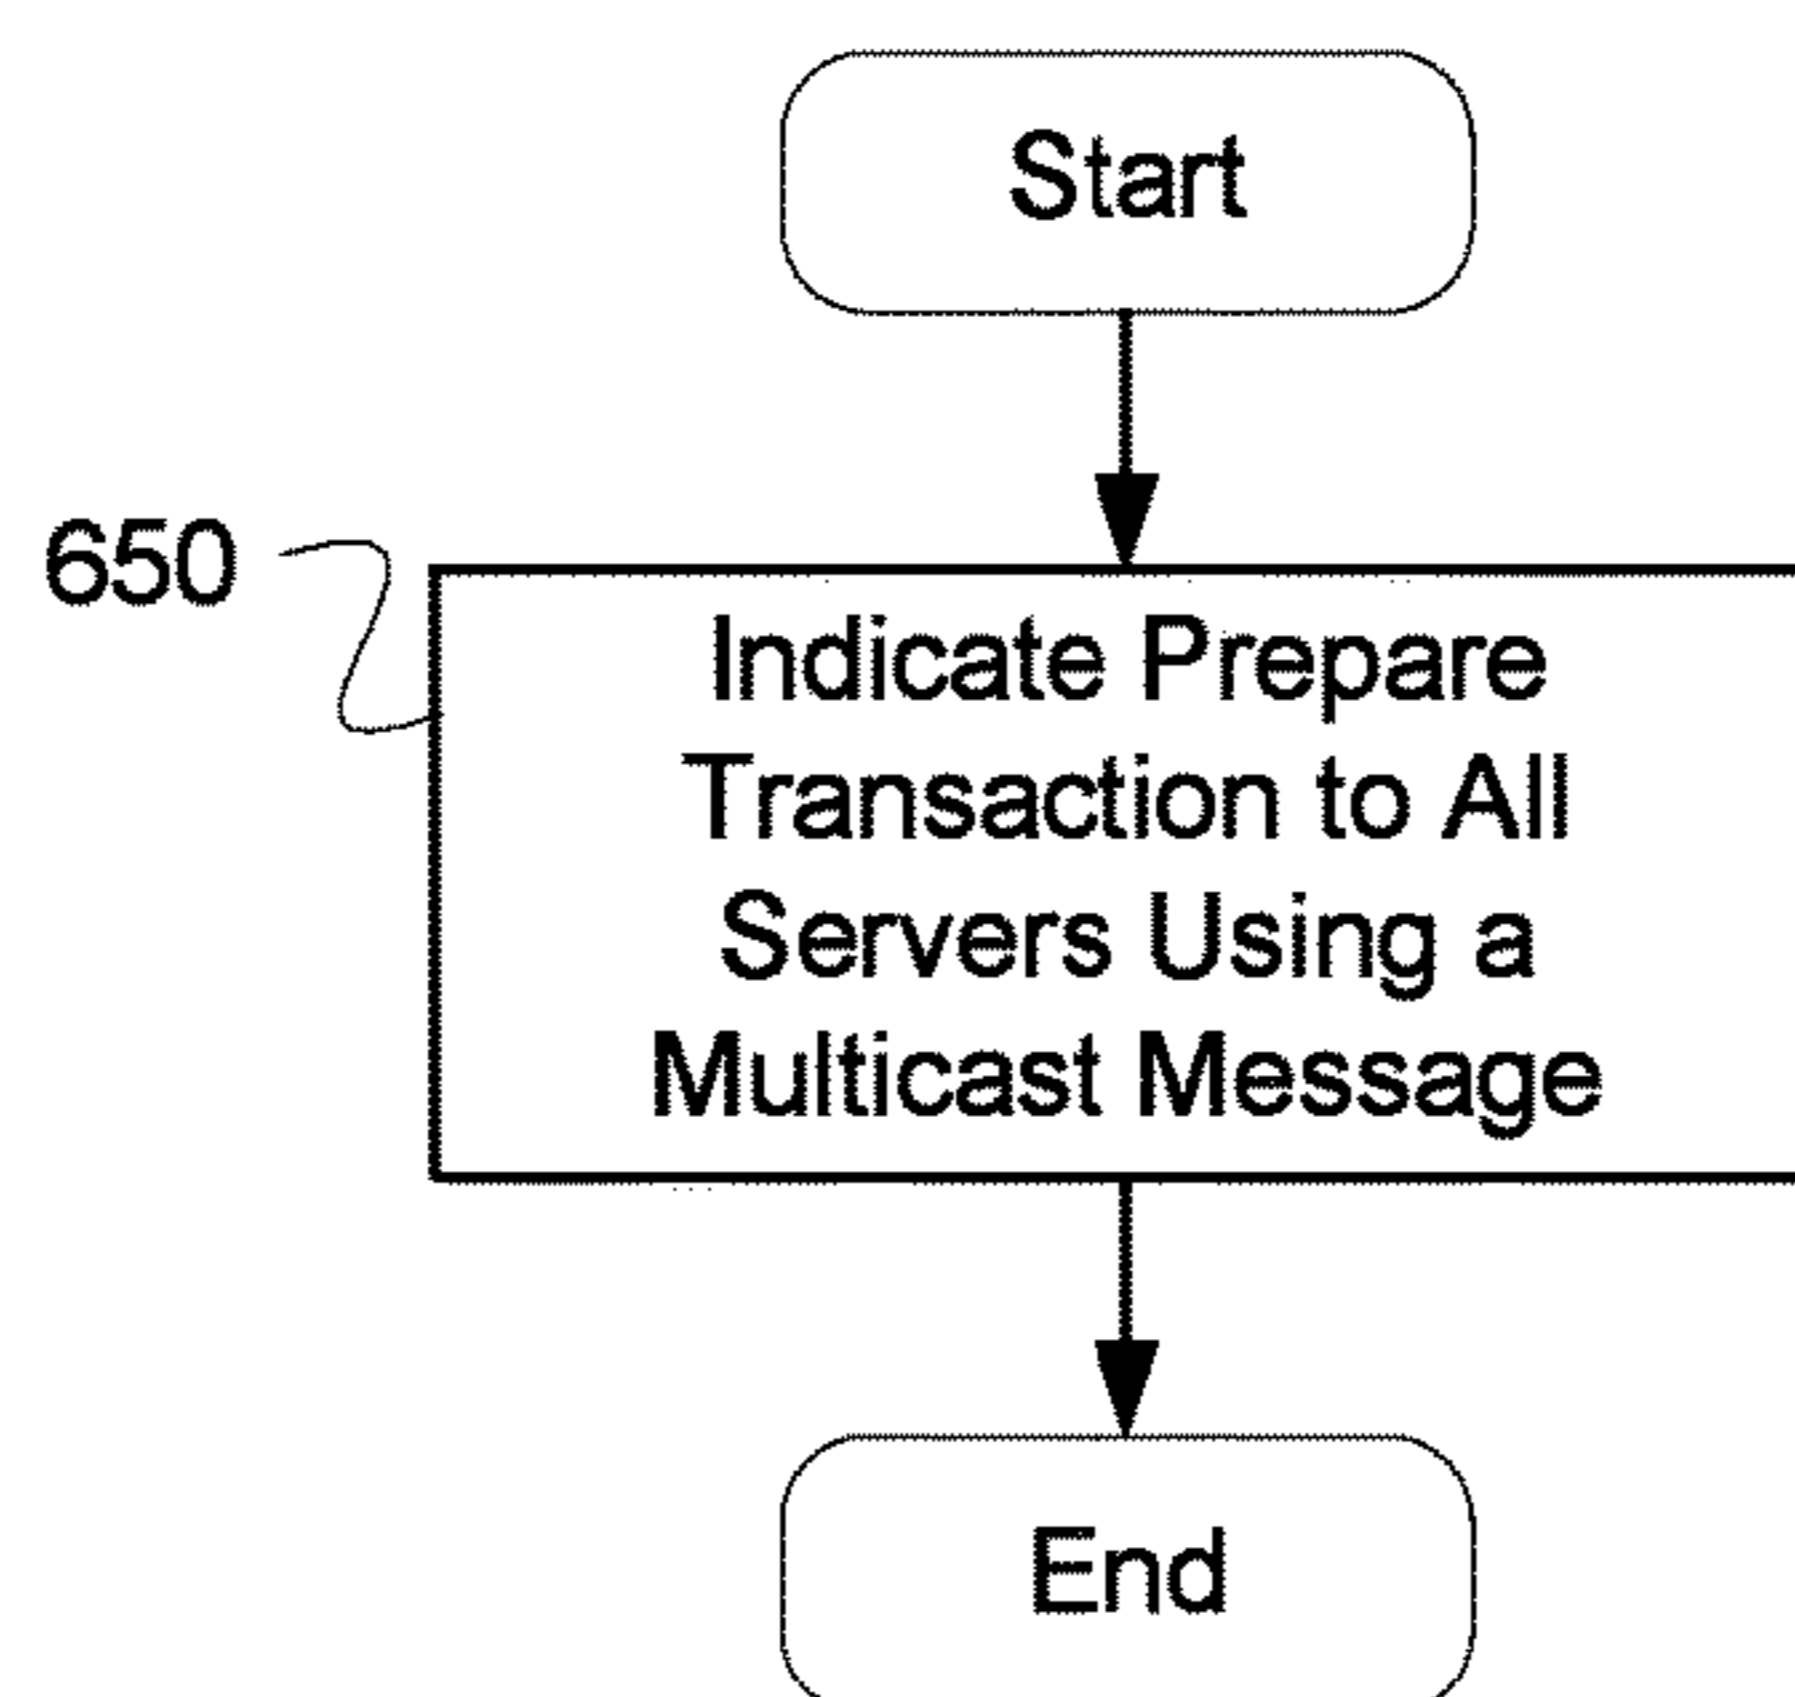 Start
650
Indicate Prepare
Transaction to All
Servers Using a
Multicast Message
End